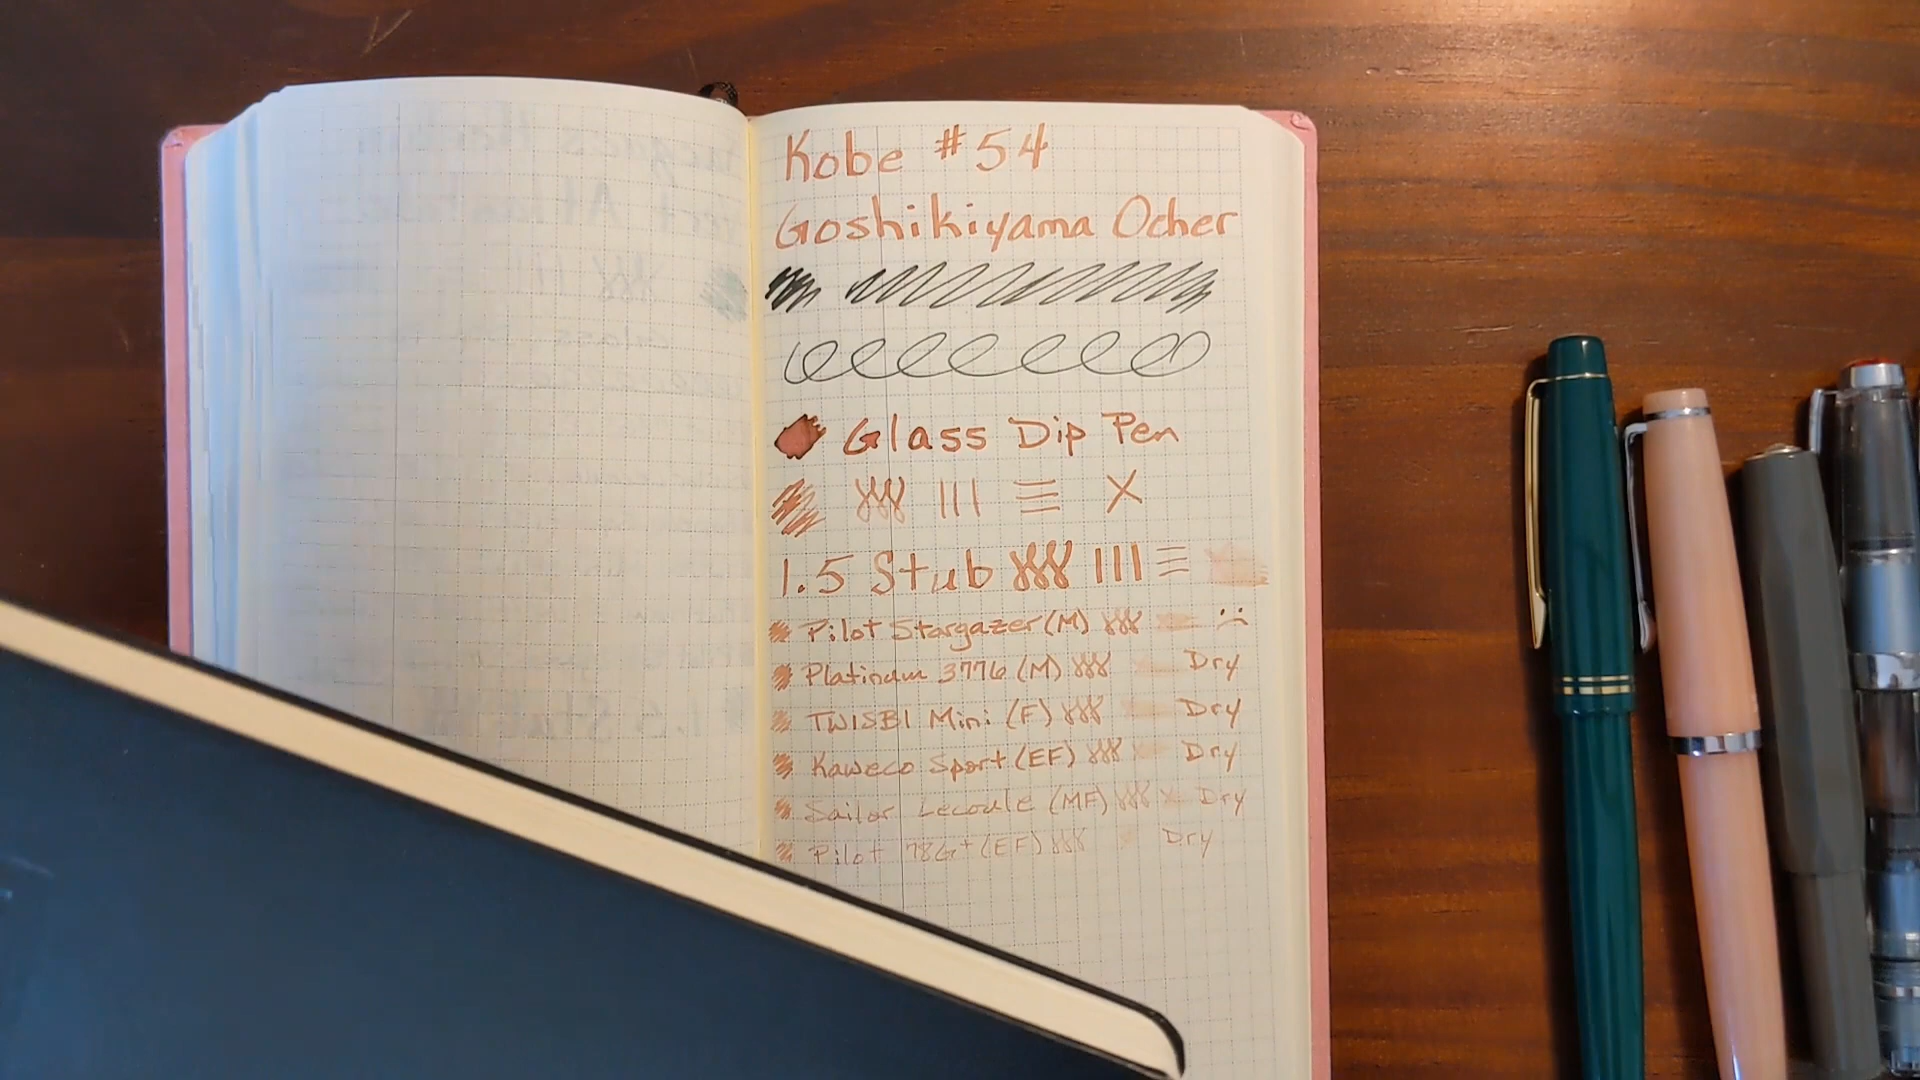 Kobe #54
Goshikiyama Ocher
Glass Dip Pen
1.5 Stub
Pilot Stargazer (M)
Platinum 3776 (M) Dry
TWISBI Mini (F) Dry
Kaweco Sport (EF) Dry
Sailor Lecoule (MF) Dry
Pilot 78G+ (EF) Dry